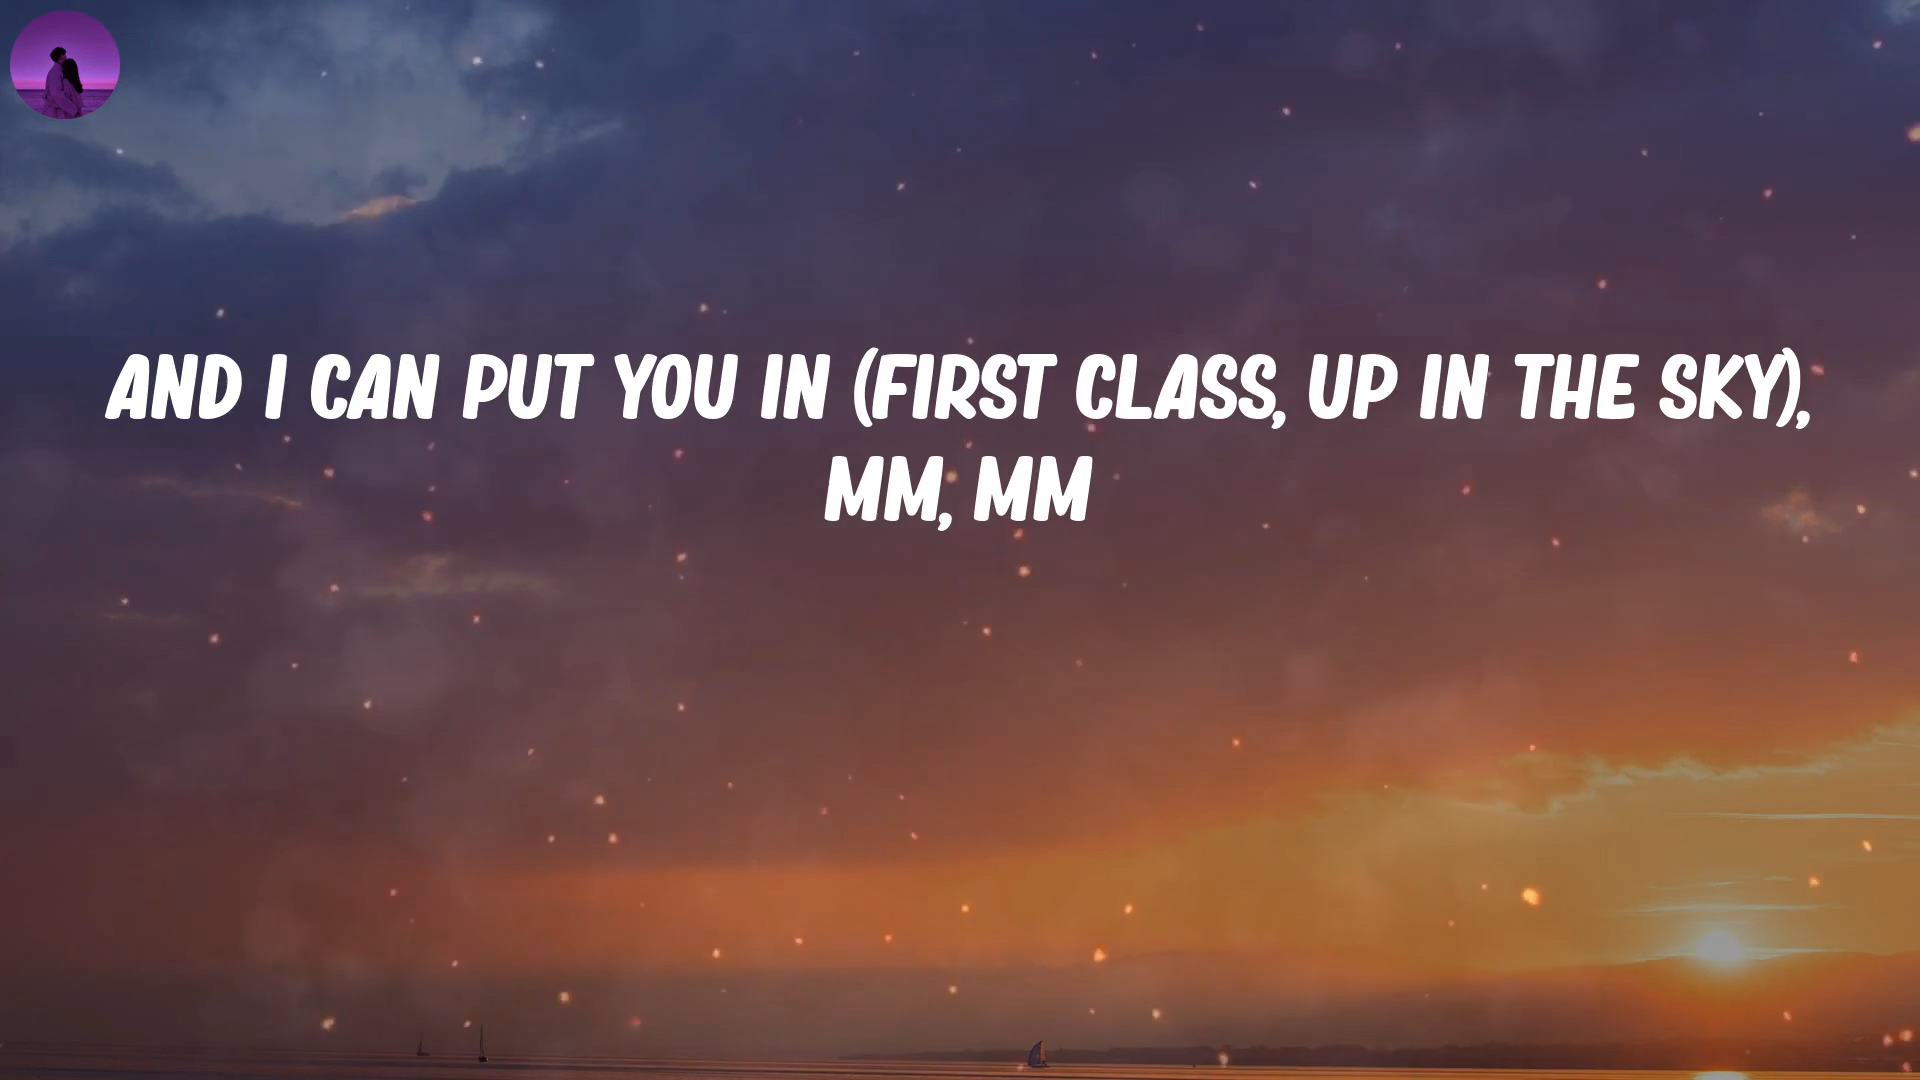 AND I CAN PUT YOU IN (FIRST CLASS, UP IN THE SKY),
MM, MM